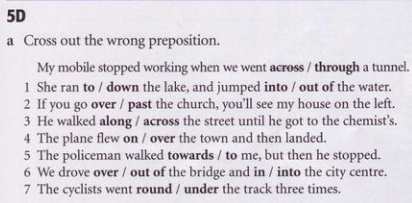 5D
a Cross out the wrong preposition.
My mobile stopped working when we went across / through a tunnel.
1 She ran to / down the lake, and jumped into / out of the water.
2 If you go over / past the church, you'll see my house on the left.
3 He walked along / across the street until he got to the chemist's.
4 The plane flew on / over the town and then landed.
5 The policeman walked towards / to me, but then he stopped.
6 We drove over / out of the bridge and in / into the city centre.
7 The cyclists went round / under the track three times.